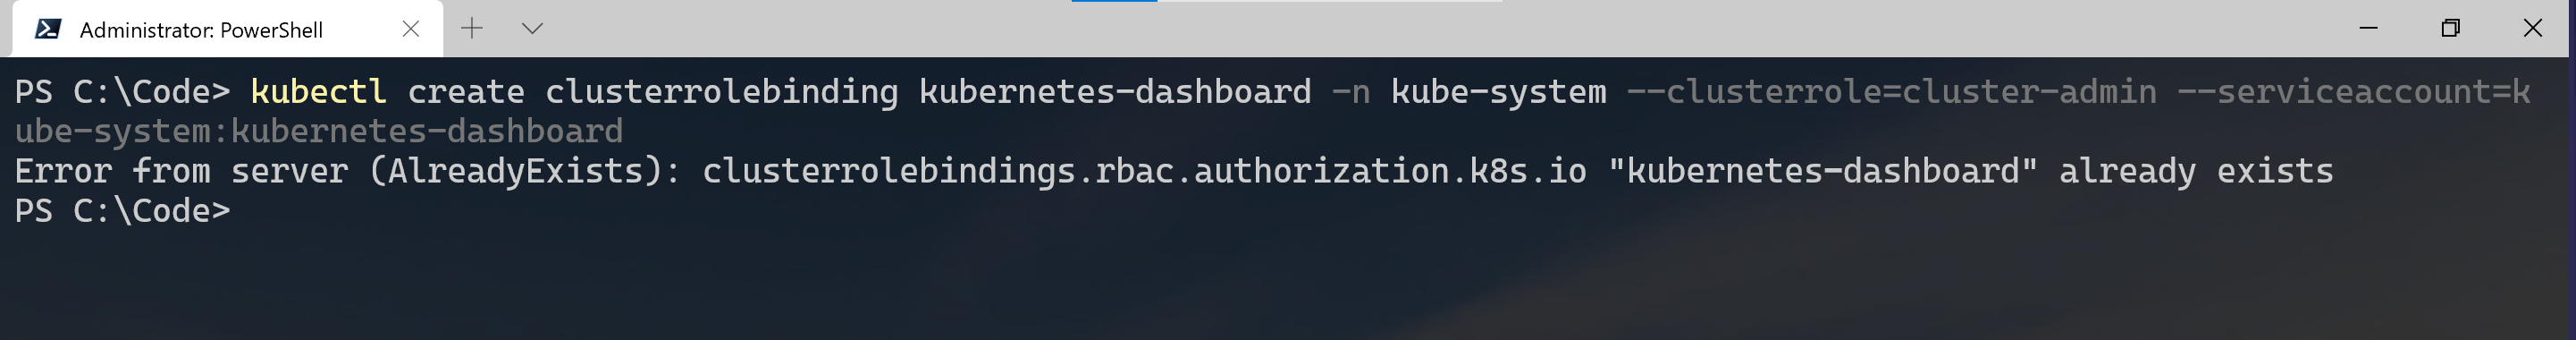 Administrator: PowerShell
PS C:\Code> kubectl create clusterrolebinding kubernetes-dashboard -n kube-system --clusterrole=cluster-admin --serviceaccount=k
ube-system:kubernetes-dashboard
Error from server (AlreadyExists): clusterrolebindings.rbac.authorization.k8s.io "kubernetes-dashboard" already exists
PS C:\Code>